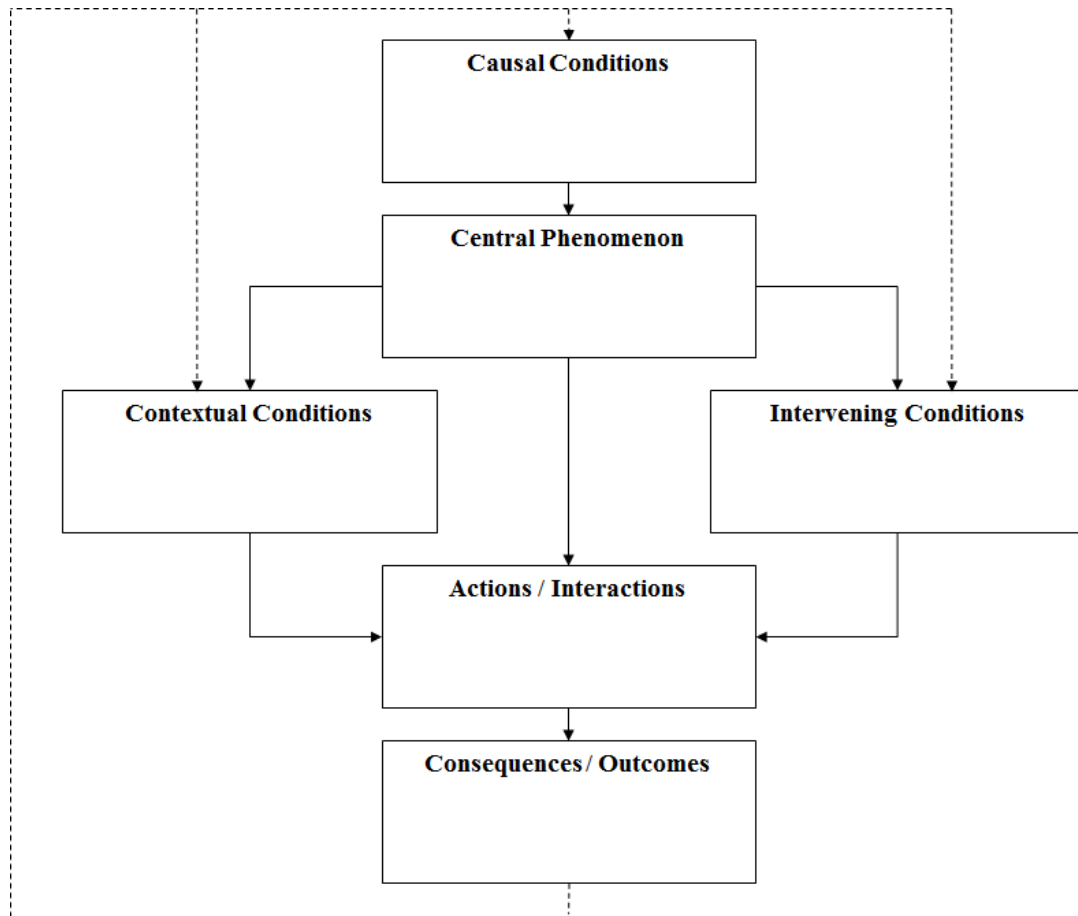 Causal Conditions
Central Phenomenon
Contextual Conditions
Intervening Conditions
Actions / Interactions
Consequences / Outcomes